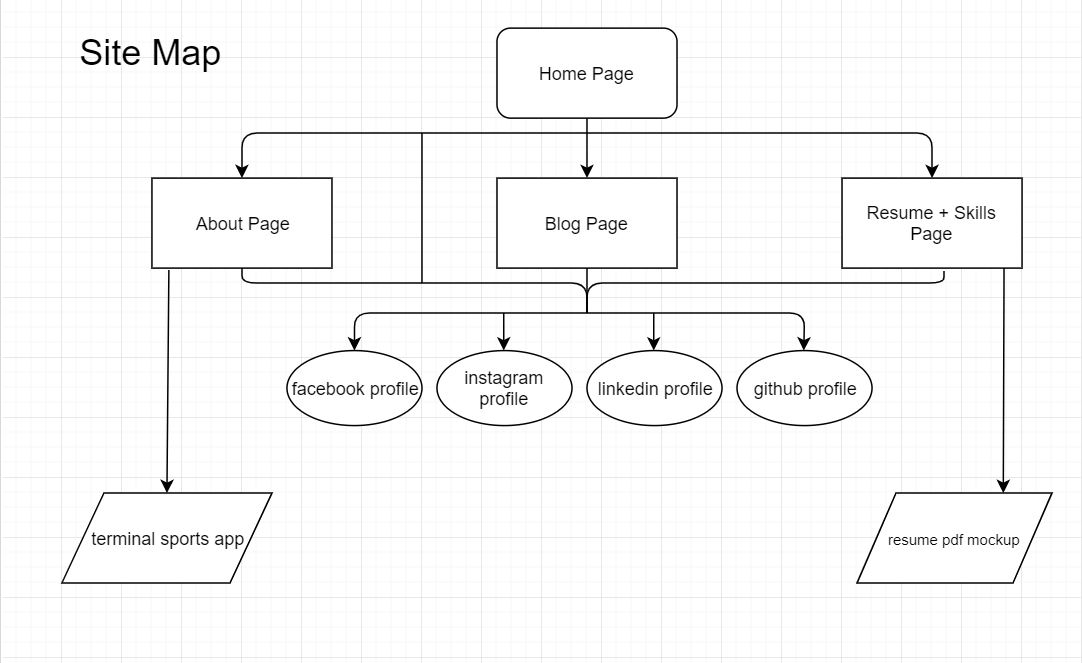 Site Map
Home Page
About Page
Blog Page
Resume + Skills
Page
facebook profile
instagram
profile
linkedin profile
github profile
terminal sports app
resume pdf mockup